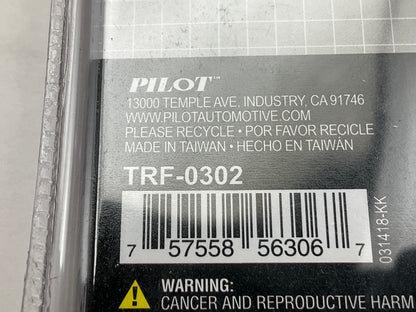 PILOT™
13000 TEMPLE AVE. INDUSTRY, CA 91746
WWW.PILOTAUTOMOTIVE.COM
PLEASE RECYCLE • POR FAVOR RECICLE
MADE IN TAIWAN • HECHO EN TAIWÁN
TRF-0302
7 57558 56306 7
031418-KK
WARNING:
CANCER AND REPRODUCTIVE HARM